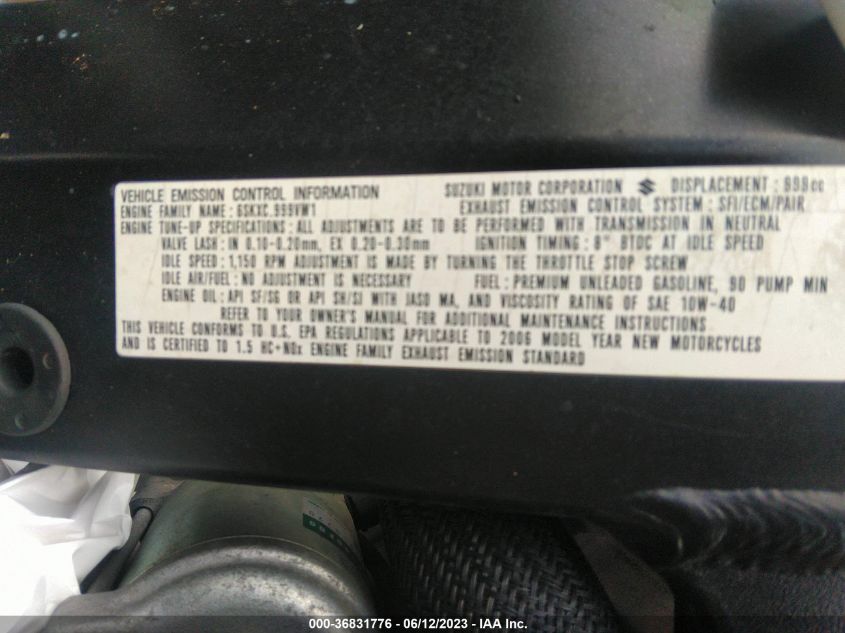 VEHICLE EMISSION CONTROL INFORMATION SUZUKI MOTOR CORPORATION DISPLACEMENT : 999cc
ENGINE FAMILY NAME : 6SKXC.999VW1 EXHAUST EMISSION CONTROL SYSTEM : SFI/ECM/PAIR
ENGINE TUNE-UP SPECIFICATIONS : ALL ADJUSTMENTS ARE TO BE PERFORMED WITH TRANSMISSION IN NEUTRAL
VALVE LASH : IN 0.10-0.20mm, EX 0.20-0.30mm IGNITION TIMING : 8° BTDC AT IDLE SPEED
IDLE SPEED : 1,150 RPM ADJUSTMENT IS MADE BY TURNING THE THROTTLE STOP SCREW
IDLE AIR/FUEL : NO ADJUSTMENT IS NECESSARY FUEL : PREMIUM UNLEADED GASOLINE, 90 PUMP MIN
ENGINE OIL : API SF/SG OR API SH/SJ WITH JASO MA, AND VISCOSITY RATING OF SAE 10W-40
REFER TO YOUR OWNER'S MANUAL FOR ADDITIONAL MAINTENANCE INSTRUCTIONS
THIS VEHICLE CONFORMS TO U.S. EPA REGULATIONS APPLICABLE TO 2006 MODEL YEAR NEW MOTORCYCLES
AND IS CERTIFIED TO 1.5 HC+NOx ENGINE FAMILY EXHAUST EMISSION STANDARD
000-36831776 - 06/12/2023 - IAA Inc.